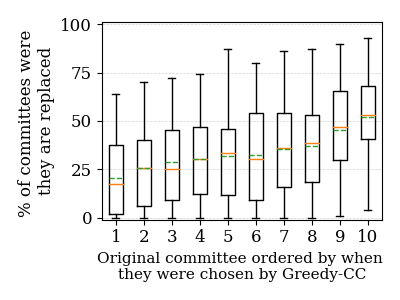 % of committees were
they are replaced
100
75
50
25
0
1 2 3 4 5 6 7 8 9 10
Original committee ordered by when
they were chosen by Greedy-CC